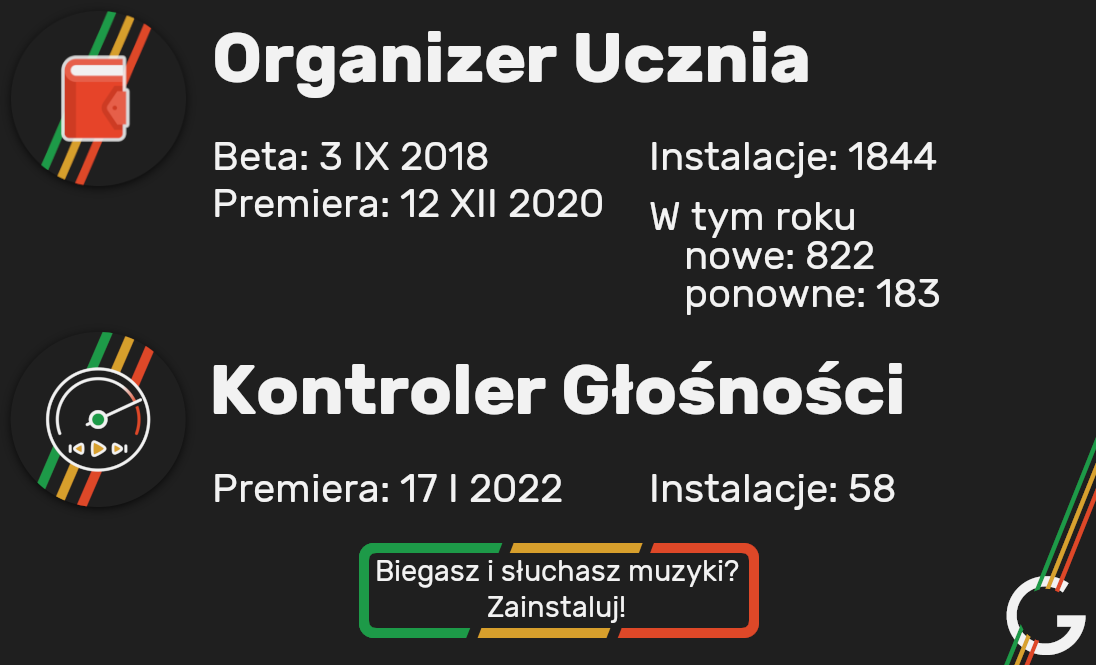 Organizer Ucznia
Beta: 3 IX 2018
Premiera: 12 XII 2020
Instalacje: 1844
W tym roku
nowe: 822
ponowne: 183
Kontroler Głośności
Premiera: 17 I 2022
Instalacje: 58
Biegasz i słuchasz muzyki?
Zainstaluj!
G